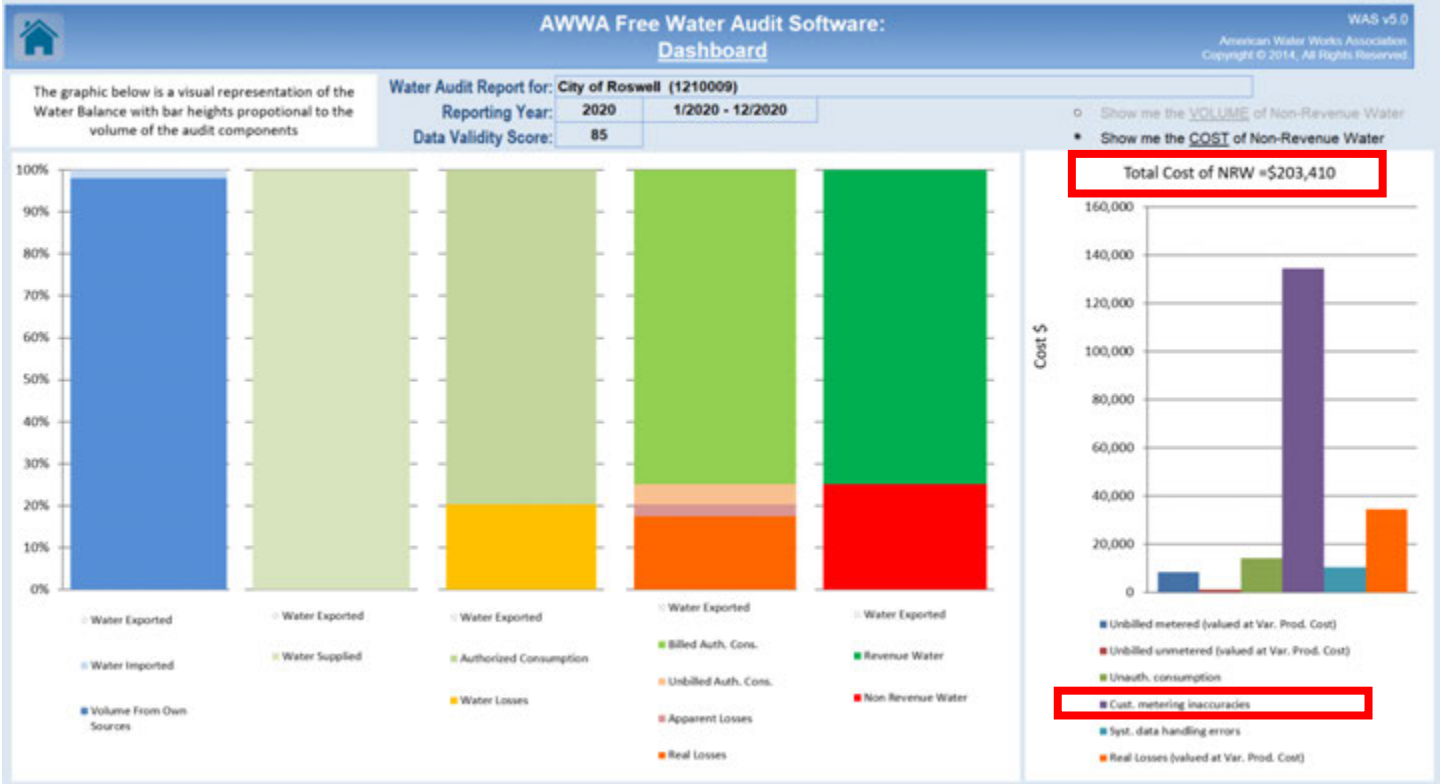 AWWA Free Water Audit Software:
Dashboard
WAS v5.0
American Water Works Association.
Copyright © 2014, All Rights Reserved.
The graphic below is a visual representation of the
Water Balance with bar heights propotional to the
volume of the audit components
Water Audit Report for: City of Roswell (1210009)
Reporting Year: 2020 1/2020 - 12/2020
Data Validity Score: 85
Show me the VOLUME of Non-Revenue Water
Show me the COST of Non-Revenue Water
100%
90%
80%
70%
60%
50%
40%
30%
20%
10%
0%
Water Exported
Water Imported
Volume From Own
Sources
Water Exported
Water Supplied
Water Exported
Authorized Consumption
Water Losses
Water Exported
Billed Auth. Cons.
Unbilled Auth. Cons.
Apparent Losses
Real Losses
Water Exported
Revenue Water
Non Revenue Water
Total Cost of NRW =$203,410
Cost $
160,000
140,000
120,000
100,000
80,000
60,000
40,000
20,000
0
Unbilled metered (valued at Var. Prod. Cost)
Unbilled unmetered (valued at Var. Prod. Cost)
Unauth. consumption
Cust. metering inaccuracies
Syst. data handling errors
Real Losses (valued at Var. Prod. Cost)